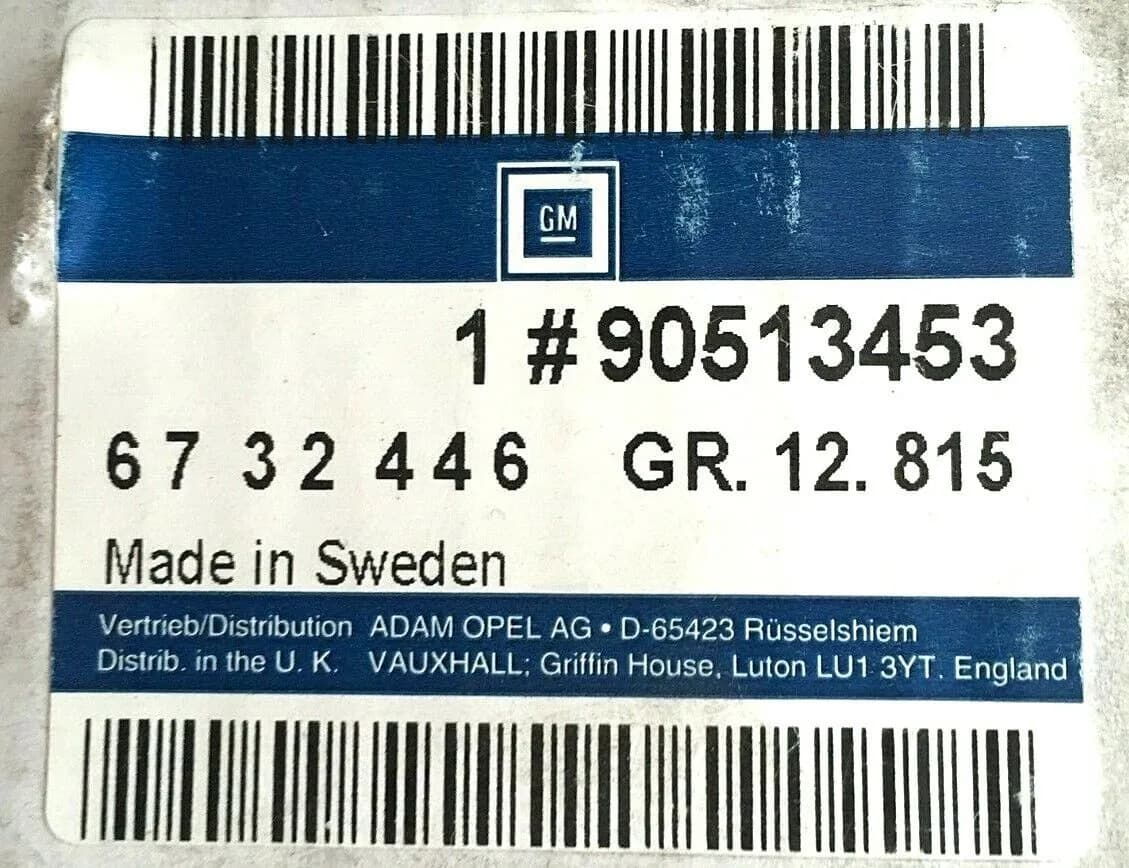 GM
1 #90513453
67 32 446 GR. 12. 815
Made in Sweden
Vertrieb/Distribution ADAM OPEL AG • D-65423 Rüsselshiem
Distrib. in the U. K. VAUXHALL; Griffin House, Luton LU1 3YT. England